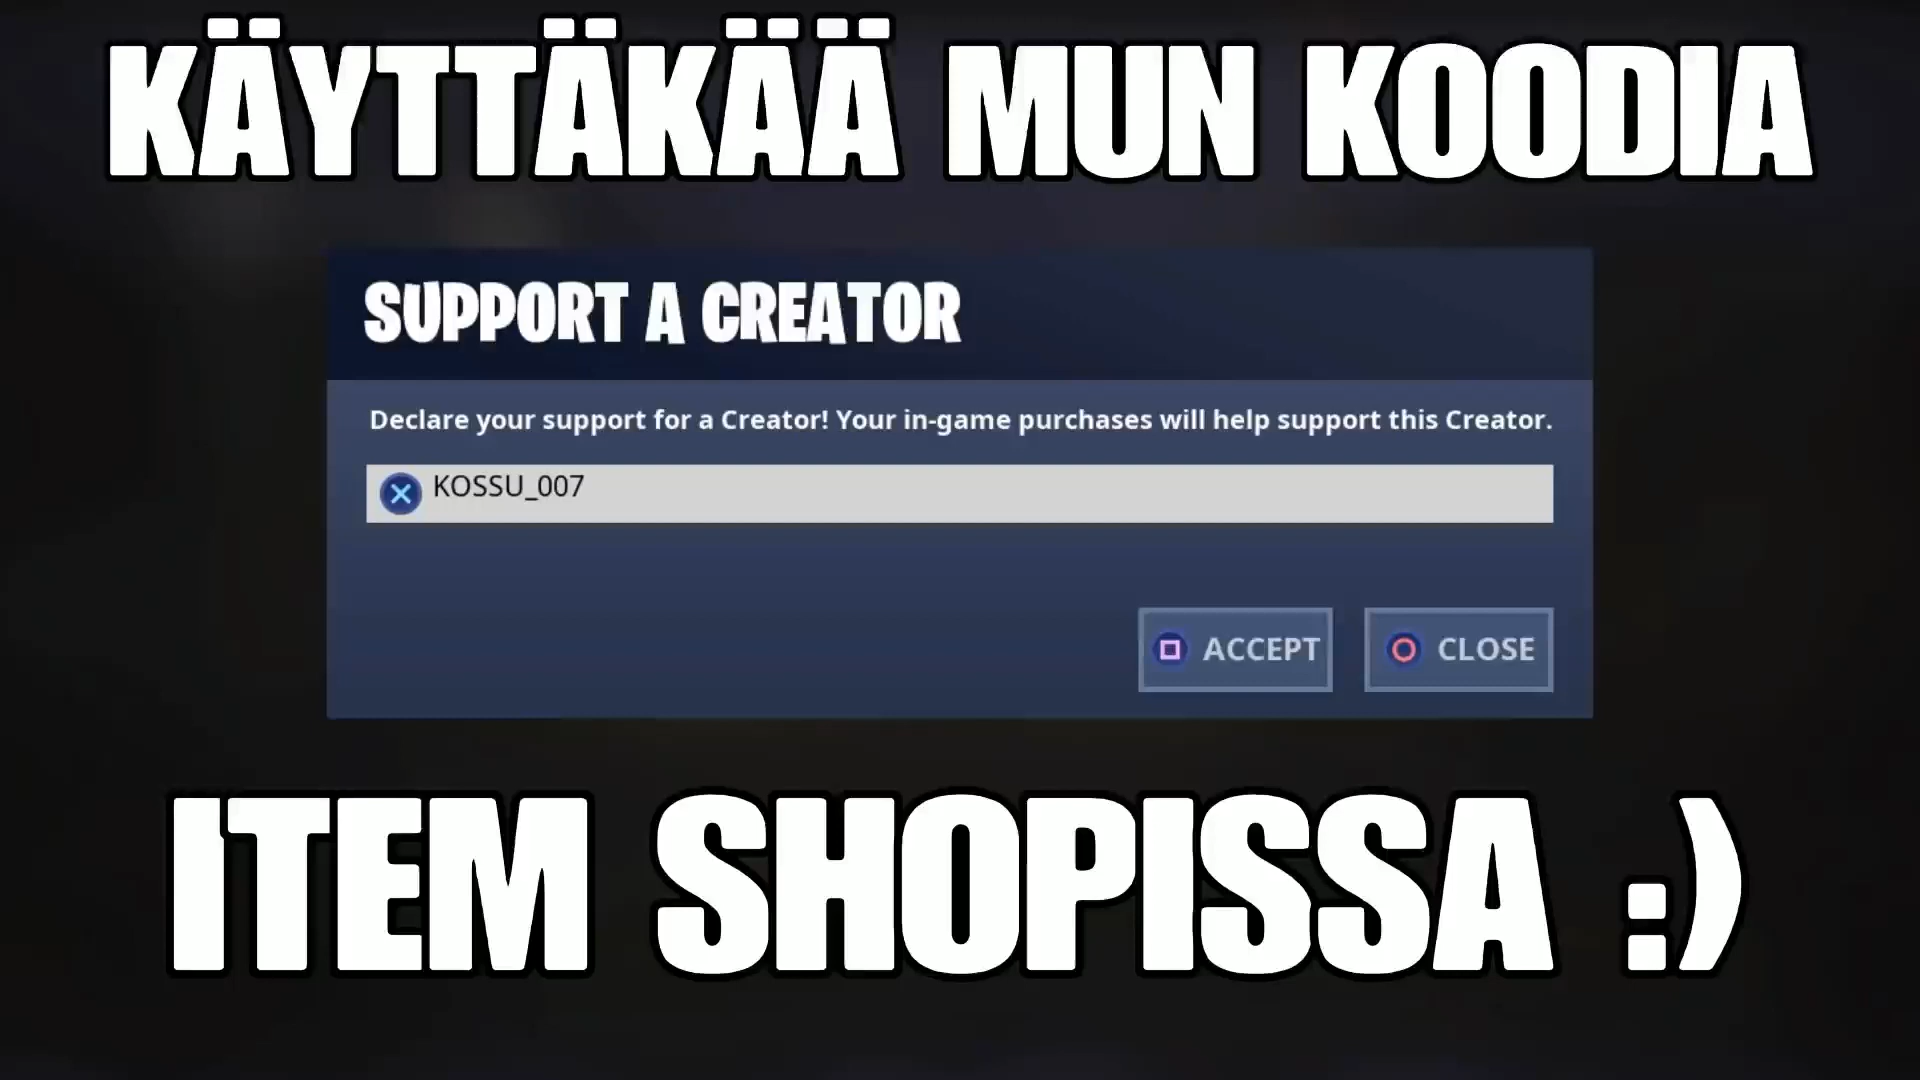 KÄYTTÄKÄÄ MUN KOODIA
SUPPORT A CREATOR
Declare your support for a Creator! Your in-game purchases will help support this Creator.
KOSSU_007
ACCEPT CLOSE
ITEM SHOPISSA :)